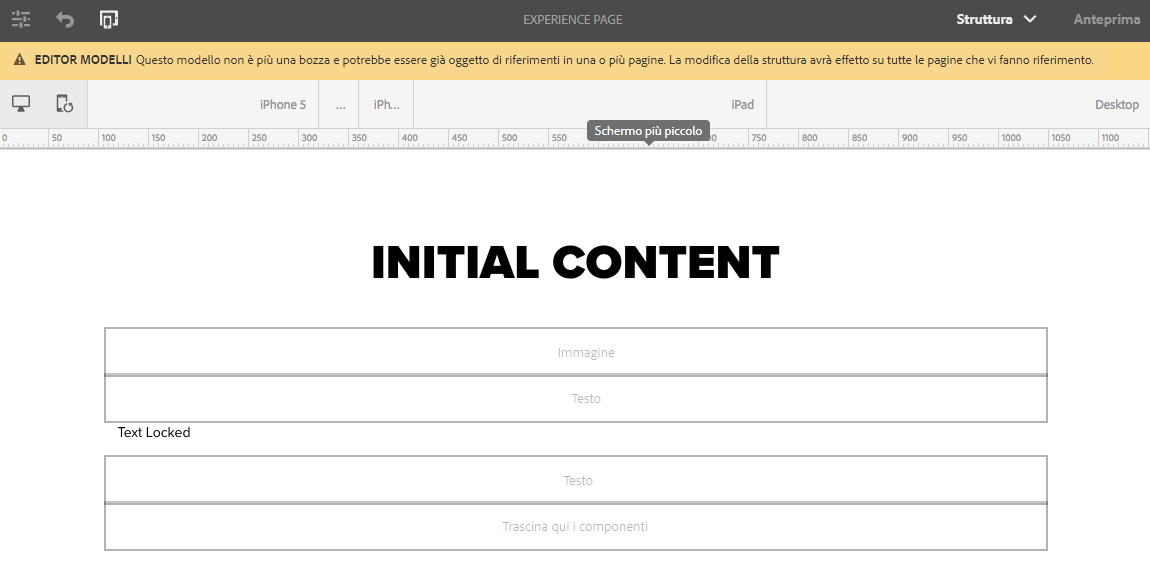 EXPERIENCE PAGE
Struttura
Anteprima
EDITOR MODELLI Questo modello non è più una bozza e potrebbe essere già oggetto di riferimenti in una o più pagine. La modifica della struttura avrà effetto su tutte le pagine che vi fanno riferimento.
iPhone 5 ... iPh... iPad Desktop
Schermo più piccolo
0 50 100 150 200 250 300 350 400 450 500 550 750 800 850 900 950 1000 1050 1100
INITIAL CONTENT
Immagine
Testo
Text Locked
Testo
Trascina qui i componenti